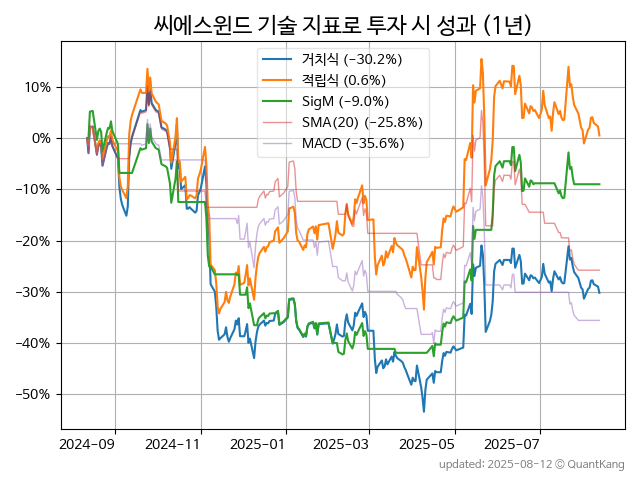 씨에스윈드 기술 지표로 투자 시 성과 (1년)
거치식 (−30.2%)
적립식 (0.6%)
SigM (−9.0%)
SMA(20) (−25.8%)
MACD (−35.6%)
10%
0%
−10%
−20%
−30%
−40%
−50%
2024-09 2024-11 2025-01 2025-03 2025-05 2025-07
updated: 2025-08-12 © QuantKang